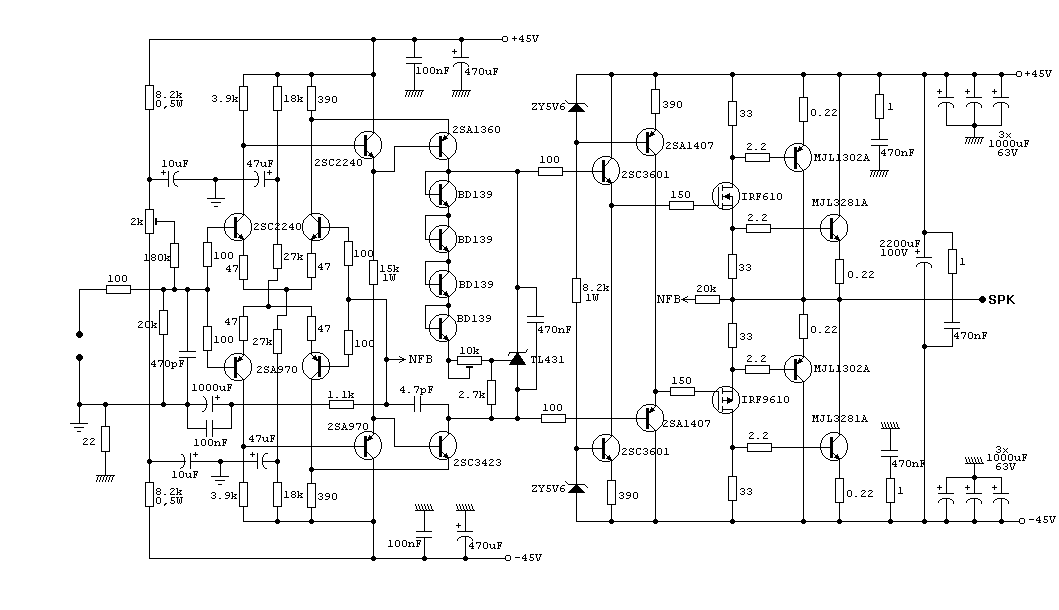 +45V
100nF
470uF
8.2k
0,5W
3.9k
18k
390
2SA1360
2SC2240
10uF
47uF
100
BD139
2k
2SC2240
180k
100
47
27k
47
100
15k
1W
BD139
BD139
100
20k
470pF
47
47
100
27k
100
2SA970
BD139
10k
470nF
TL431
NFB
2.7k
1000uF
1.1k
4.7pF
100
22
100nF
2SA970
47uF
10uF
2SC3423
8.2k
0,5W
3.9k
18k
390
100nF
470uF
-45V
+45V
ZY5V6
390
33
0.22
1
3x
1000uF
63V
2SA1407
2.2
MJL1302A
470nF
2SC3601
150
IRF610
MJL3281A
2.2
2200uF
100V
1
33
0.22
8.2k
1W
NFB
20k
SPK
33
0.22
470nF
2.2
MJL1302A
150
IRF9610
2SA1407
MJL3281A
2.2
2SC3601
470nF
3x
1000uF
63V
ZY5V6
390
33
0.22
1
-45V